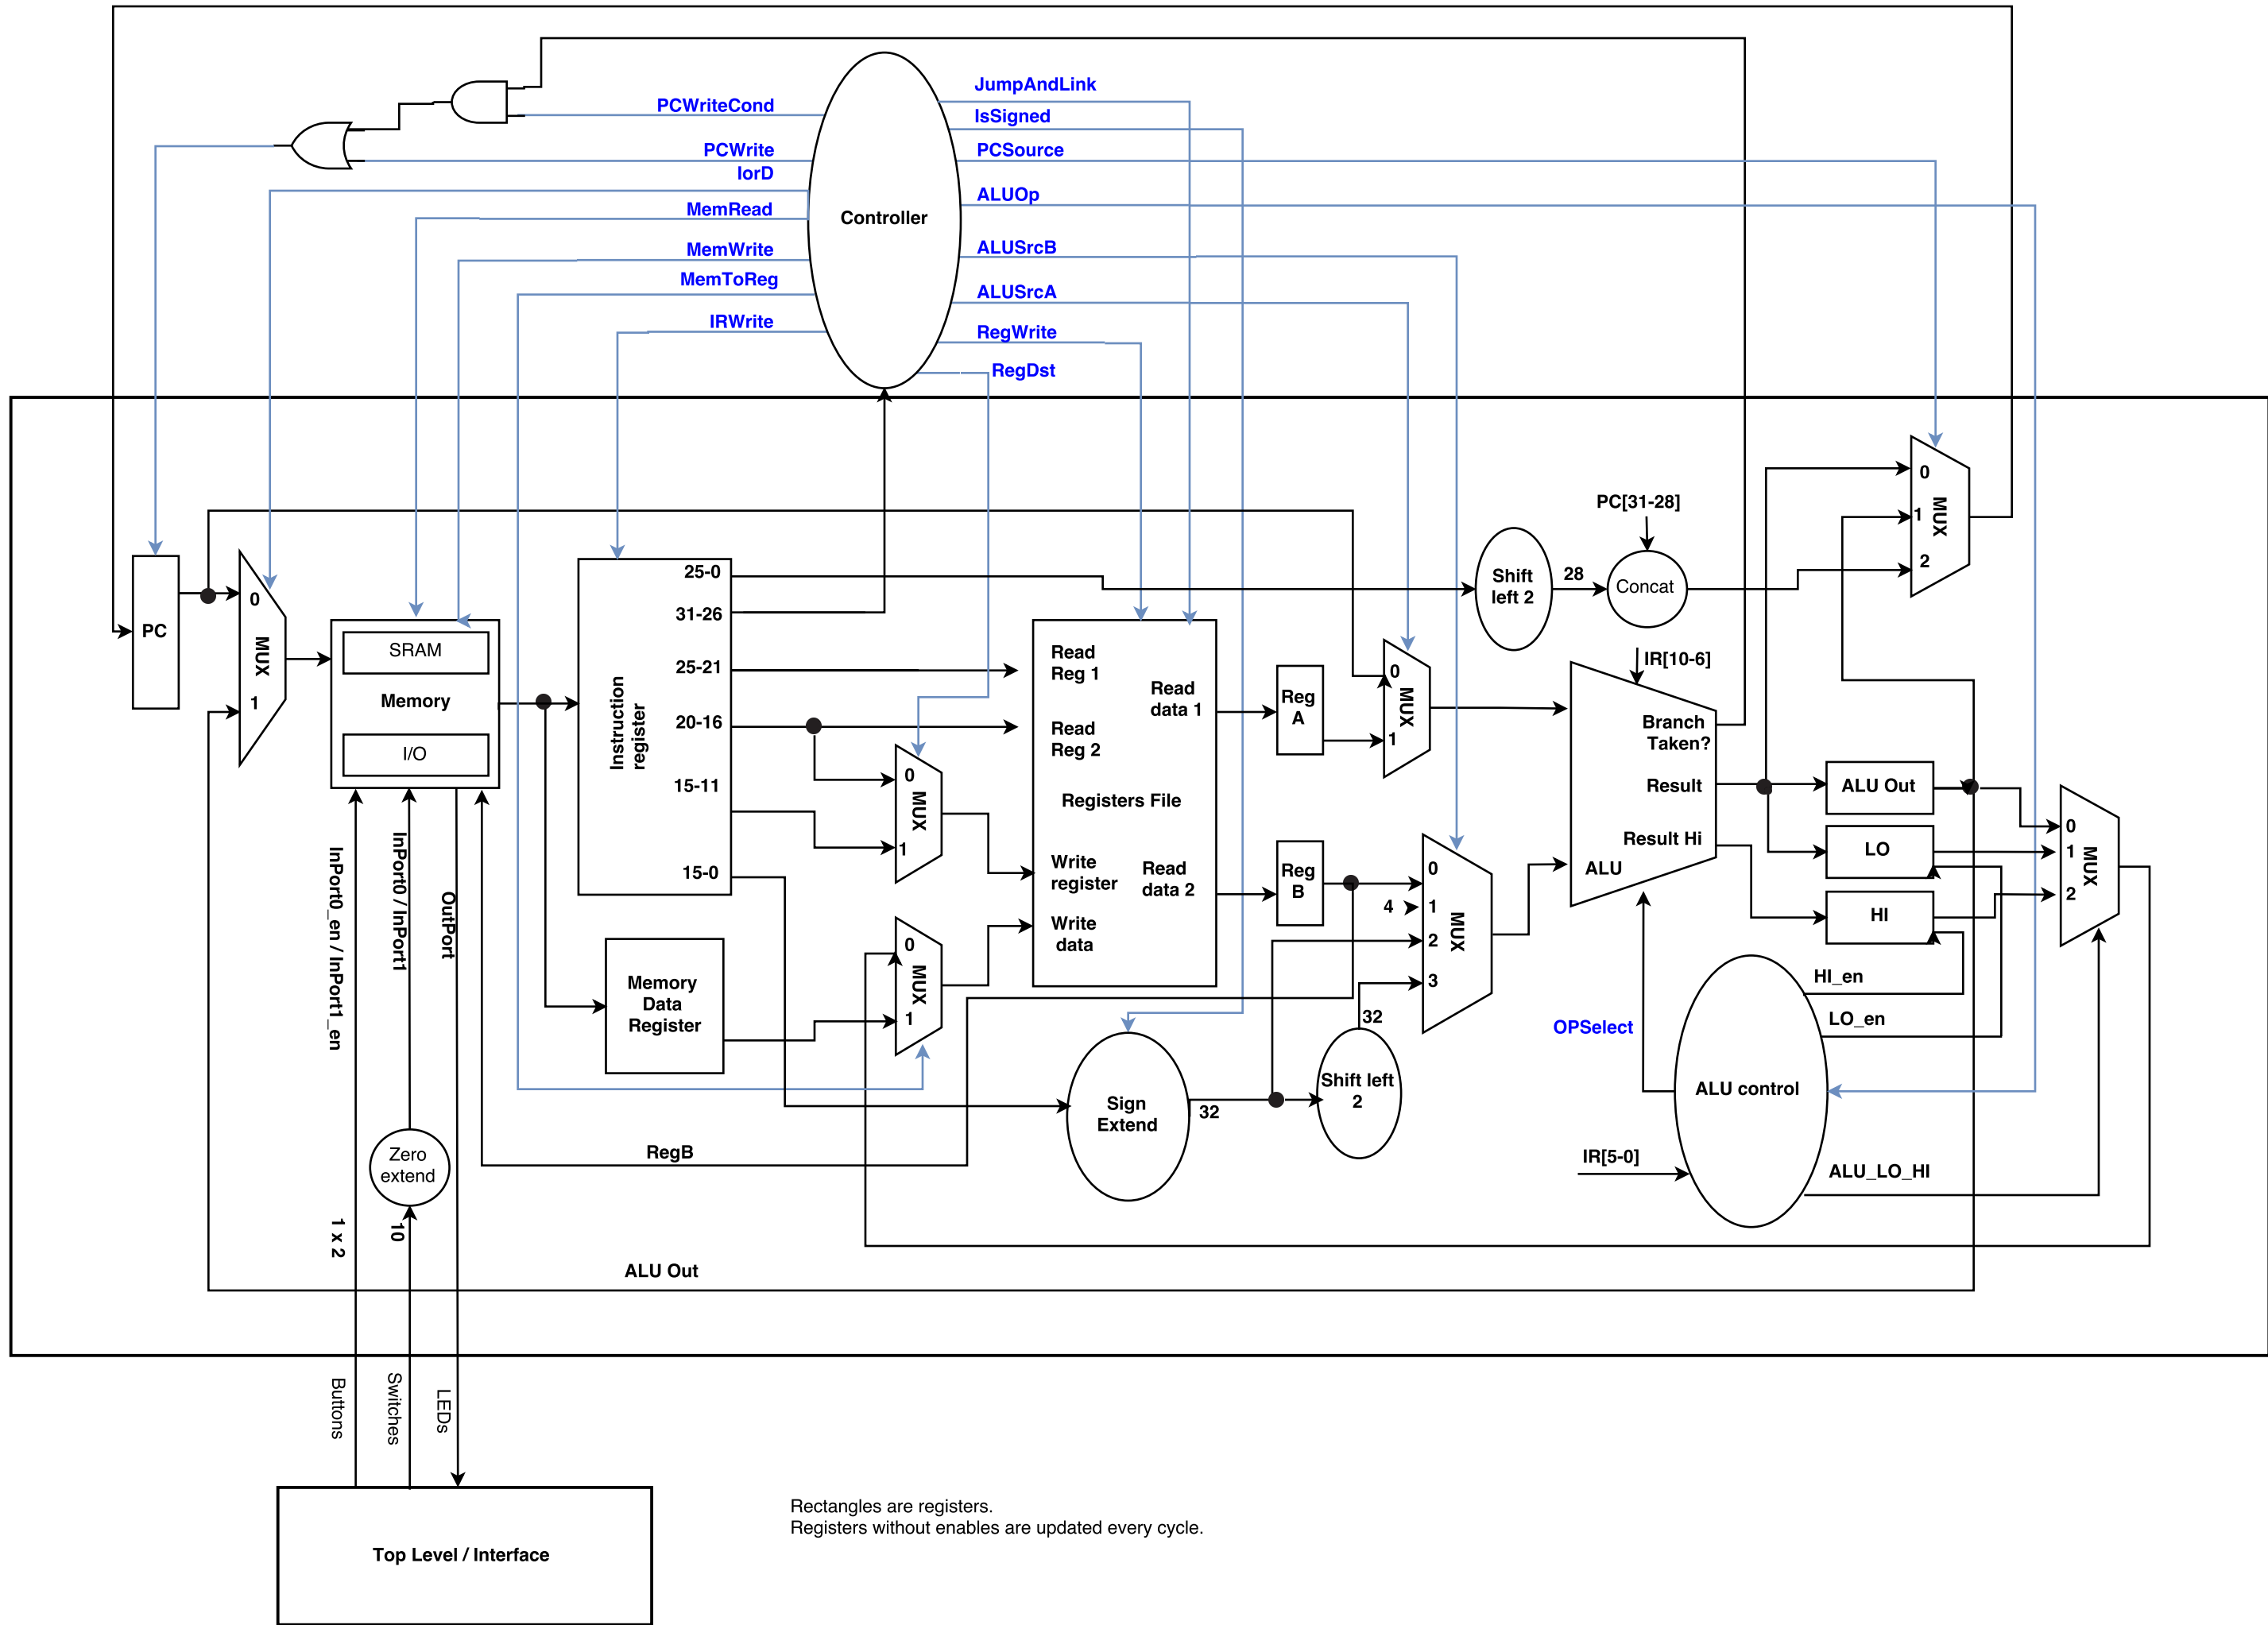 JumpAndLink
PCWriteCond
IsSigned
PCWrite
PCSource
IorD
ALUOp
MemRead
Controller
MemWrite
ALUSrcB
MemToReg
ALUSrcA
IRWrite
RegWrite
RegDst
PC
0
MUX
1
SRAM
Memory
I/O
Instruction
register
25-0
31-26
25-21
20-16
15-11
15-0
0
MUX
1
Memory
Data
Register
0
MUX
1
Read
Reg 1
Read
data 1
Read
Reg 2
Registers File
Write
register
Read
data 2
Write
data
Reg
A
Reg
B
0
MUX
1
0
4
1
MUX
2
3
32
Shift left
2
Sign
Extend
32
Shift
left 2
28
PC[31-28]
Concat
0
1
MUX
2
IR[10-6]
Branch
Taken?
Result
Result Hi
ALU
ALU Out
LO
HI
0
1
MUX
2
HI_en
LO_en
OPSelect
ALU control
IR[5-0]
ALU_LO_HI
InPort0_en / InPort1_en
InPort0 / InPort1
OutPort
Zero
extend
RegB
1 x 2
10
ALU Out
Buttons
Switches
LEDs
Top Level / Interface
Rectangles are registers.
Registers without enables are updated every cycle.